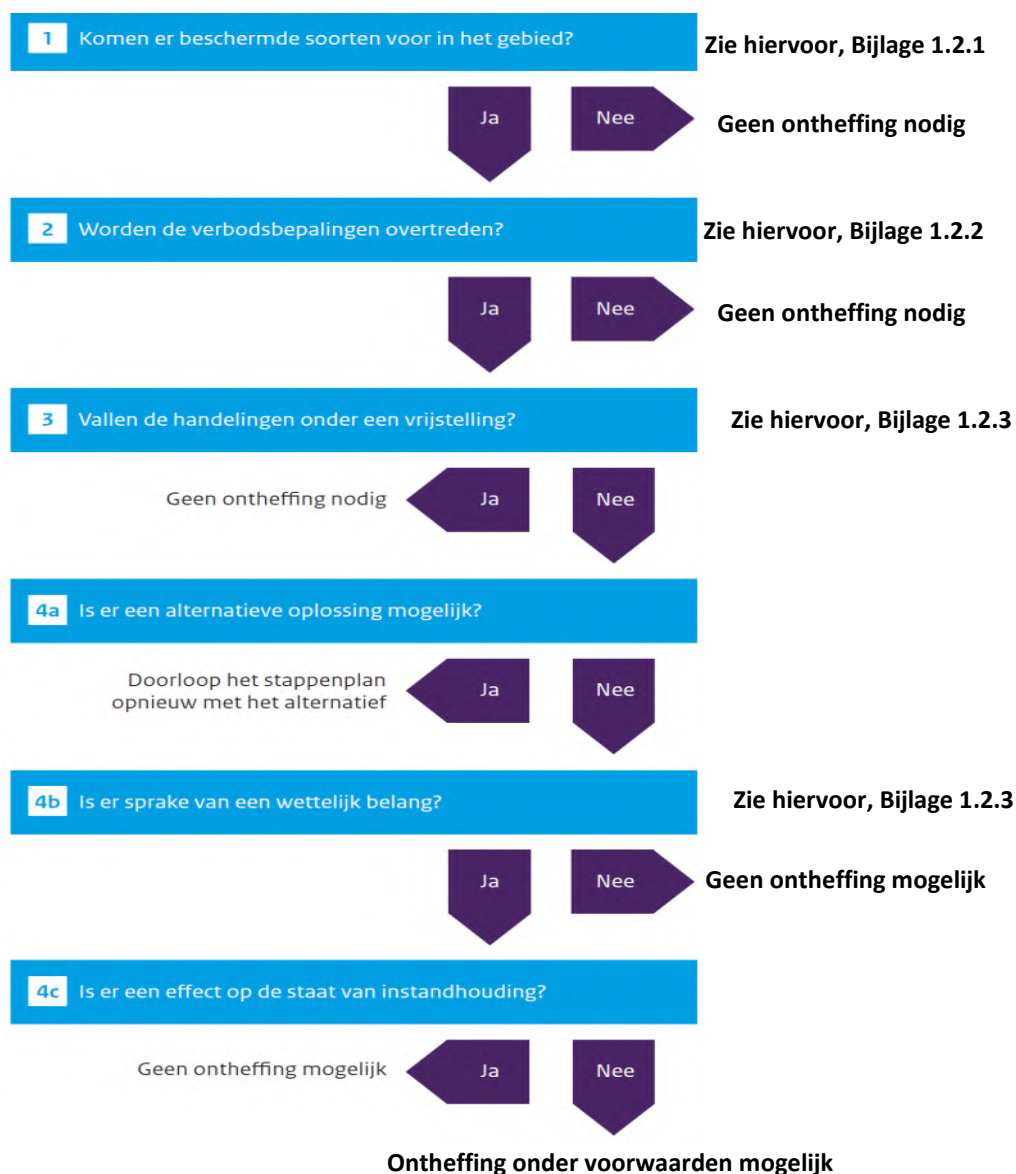 1 Komen er beschermde soorten voor in het gebied?
Zie hiervoor, Bijlage 1.2.1
Ja
Nee
Geen ontheffing nodig
2 Worden de verbodsbepalingen overtreden?
Zie hiervoor, Bijlage 1.2.2
Ja
Nee
Geen ontheffing nodig
3 Vallen de handelingen onder een vrijstelling?
Zie hiervoor, Bijlage 1.2.3
Geen ontheffing nodig
Ja
Nee
4a Is er een alternatieve oplossing mogelijk?
Doorloop het stappenplan
opnieuw met het alternatief
Ja
Nee
4b Is er sprake van een wettelijk belang?
Zie hiervoor, Bijlage 1.2.3
Ja
Nee
Geen ontheffing mogelijk
4c Is er een effect op de staat van instandhouding?
Geen ontheffing mogelijk
Ja
Nee
Ontheffing onder voorwaarden mogelijk